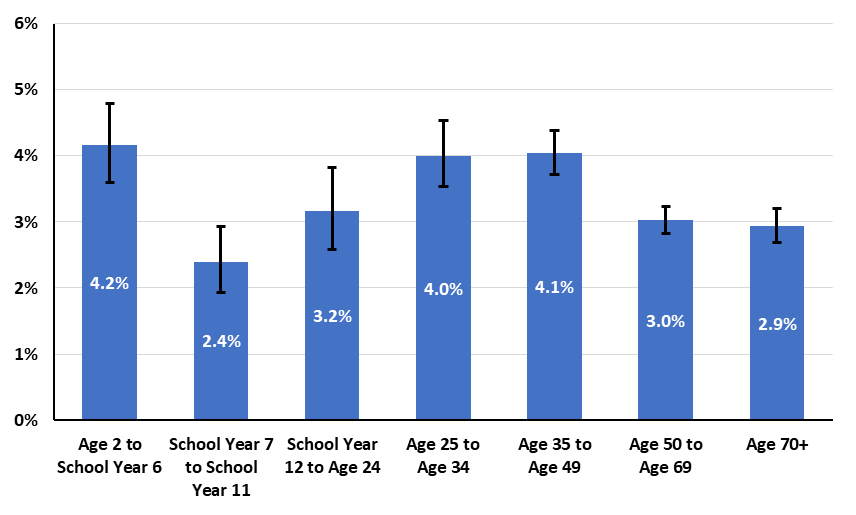 6%
5%
4%
3%
2%
1%
0%
4.2%
2.4%
3.2%
4.0%
4.1%
3.0%
2.9%
Age 2 to
School Year 6
School Year 7
to School
Year 11
School Year
12 to Age 24
Age 25 to
Age 34
Age 35 to
Age 49
Age 50 to
Age 69
Age 70+